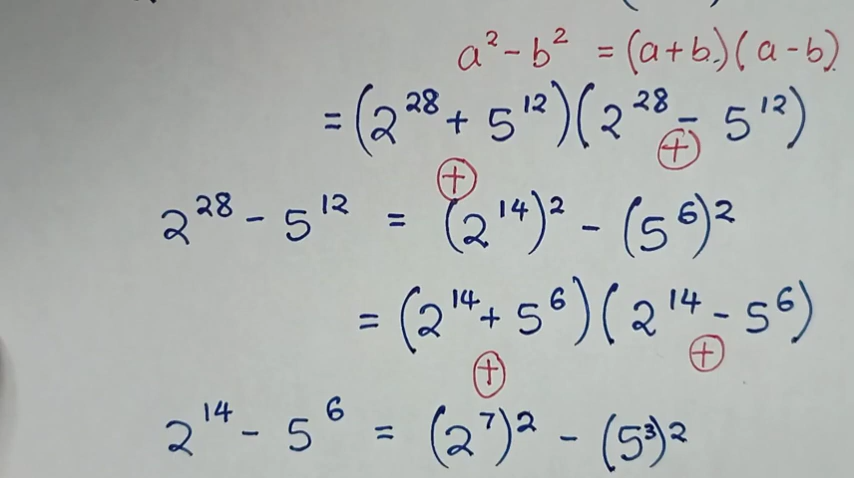 a² - b² = (a + b)(a - b)
= (2²⁸ + 5¹²)(2²⁸ - 5¹²)
⊕ ⊕
2²⁸ - 5¹² = (2¹⁴)² - (5⁶)²
= (2¹⁴ + 5⁶)(2¹⁴ - 5⁶)
⊕ ⊕
2¹⁴ - 5⁶ = (2⁷)² - (5³)²